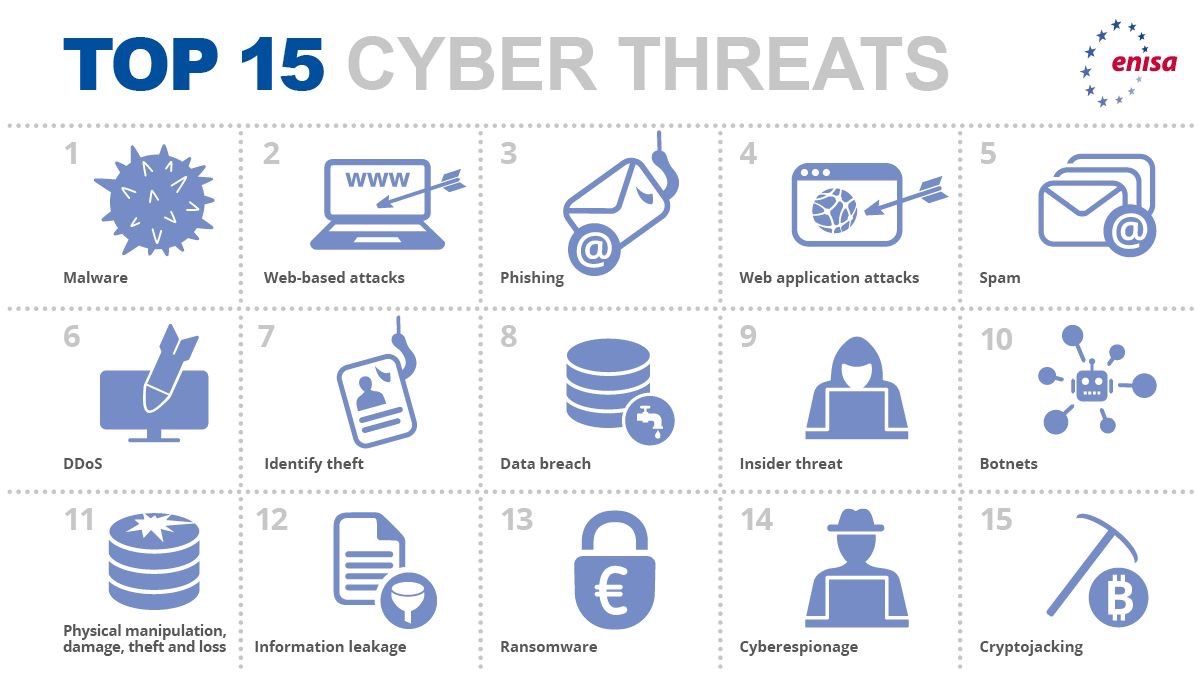 TOP 15 CYBER THREATS
enisa
1
Malware
2
WWW
Web-based attacks
3
@
Phishing
4
Web application attacks
5
@
Spam
6
DDoS
7
Identify theft
8
Data breach
9
Insider threat
10
Botnets
11
Physical manipulation,
damage, theft and loss
12
Information leakage
13
€
Ransomware
14
Cyberespionage
15
₿
Cryptojacking